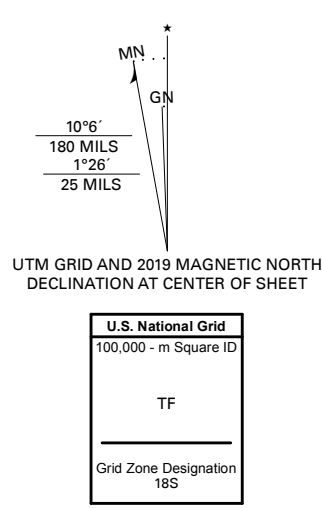 ★
MN
GN
10°6´
180 MILS
1°26´
25 MILS
UTM GRID AND 2019 MAGNETIC NORTH
DECLINATION AT CENTER OF SHEET
U.S. National Grid
100,000 - m Square ID
TF
Grid Zone Designation
18S